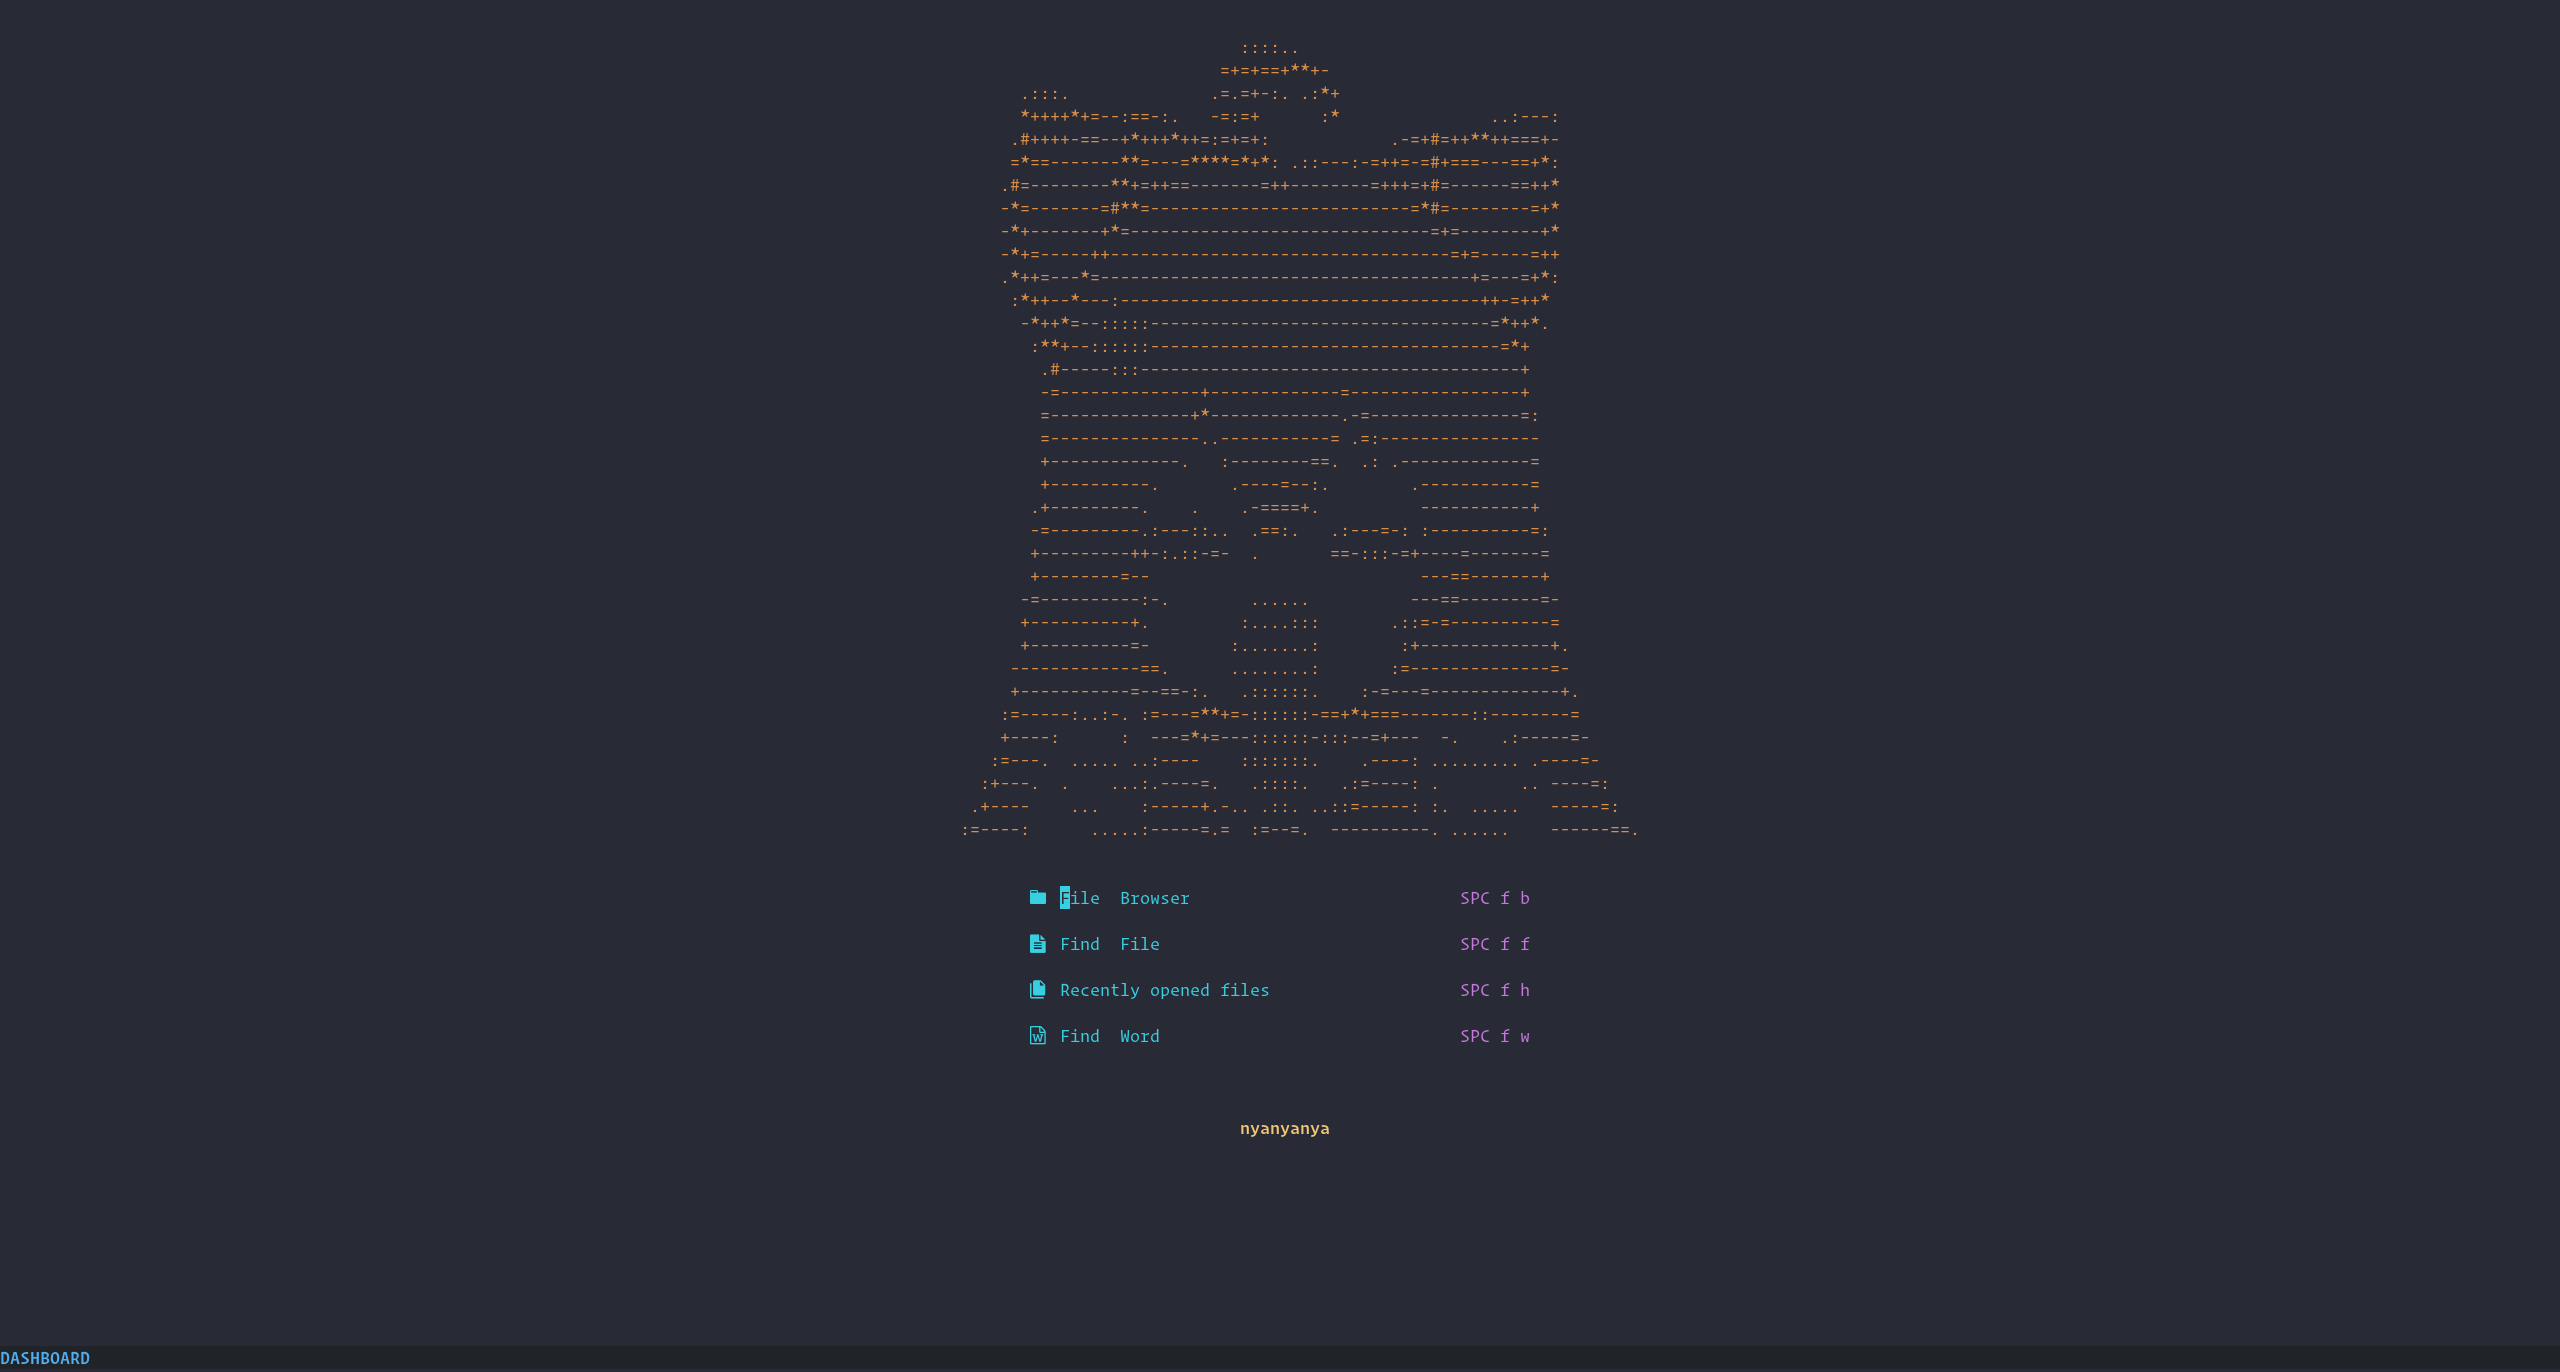 File  Browser SPC f b
Find  File SPC f f
Recently opened files SPC f h
Find  Word SPC f w
nyanyanya
DASHBOARD